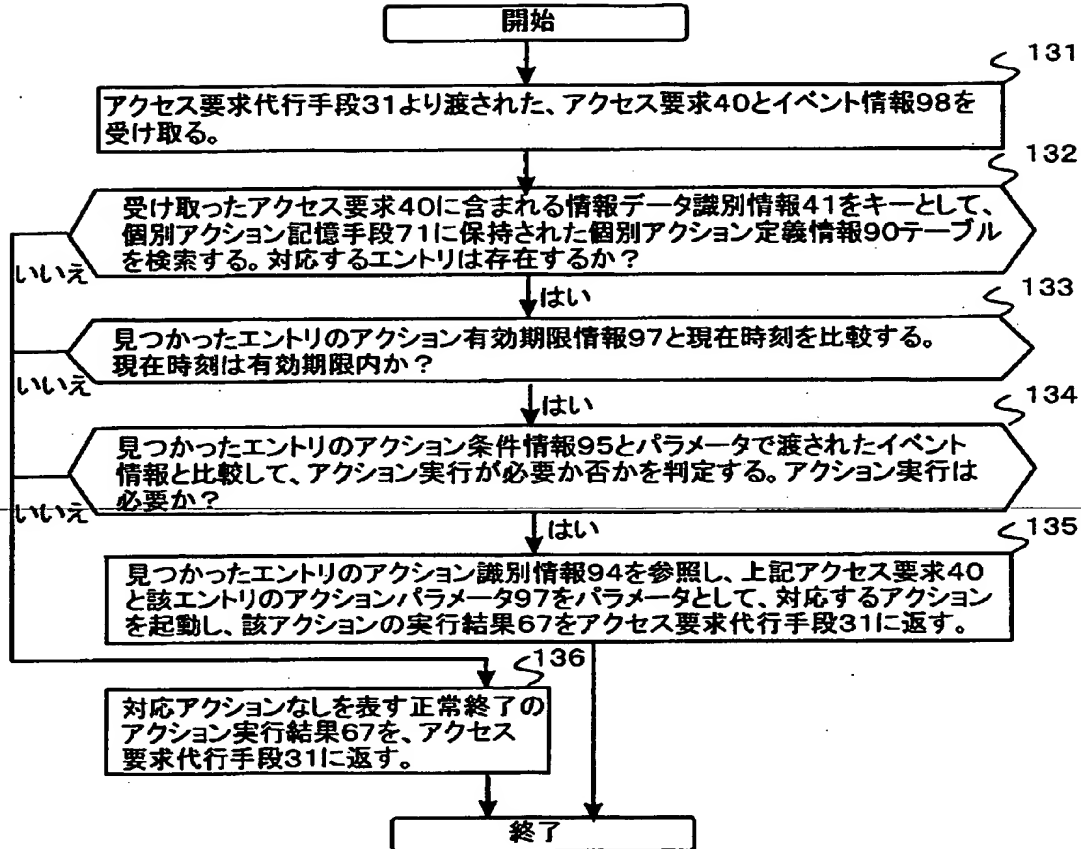 開始
131
アクセス要求代行手段31より渡された、アクセス要求40とイベント情報98を
受け取る。
132
受け取ったアクセス要求40に含まれる情報データ識別情報41をキーとして、
個別アクション記憶手段71に保持された個別アクション定義情報90テーブル
を検索する。対応するエントリは存在するか？
いいえ
はい
133
見つかったエントリのアクション有効期限情報97と現在時刻を比較する。
現在時刻は有効期限内か？
いいえ
はい
134
見つかったエントリのアクション条件情報95とパラメータで渡されたイベント
情報と比較して、アクション実行が必要か否かを判定する。アクション実行は
必要か？
いいえ
はい
135
見つかったエントリのアクション識別情報94を参照し、上記アクセス要求40
と該エントリのアクションパラメータ97をパラメータとして、対応するアクション
を起動し、該アクションの実行結果67をアクセス要求代行手段31に返す。
136
対応アクションなしを表す正常終了の
アクション実行結果67を、アクセス
要求代行手段31に返す。
終了